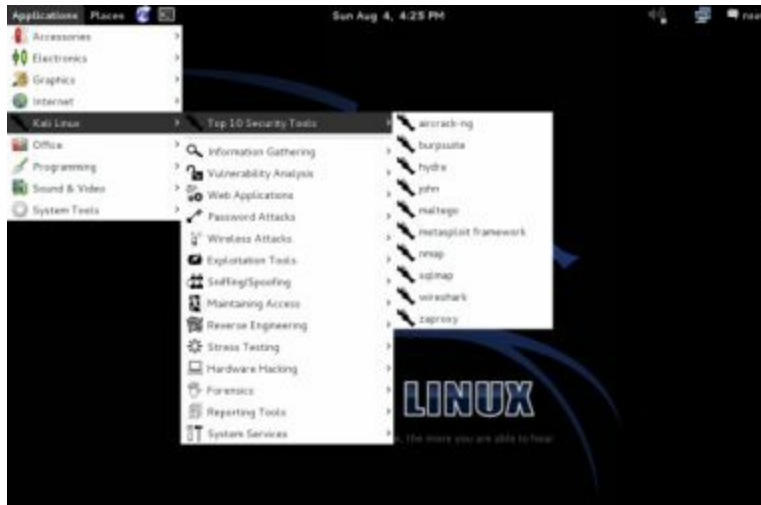 Applications Places Sun Aug 4, 4:25 PM
Accessories
Electronics
Graphics
Internet
Kali Linux
Office
Programming
Sound & Video
System Tools
Top 10 Security Tools
Information Gathering
Vulnerability Analysis
Web Applications
Password Attacks
Wireless Attacks
Exploitation Tools
Sniffing/Spoofing
Maintaining Access
Reverse Engineering
Stress Testing
Hardware Hacking
Forensics
Reporting Tools
System Services
aircrack-ng
burpsuite
hydra
john
maltego
metasploit framework
nmap
sqlmap
wireshark
zaproxy
LINUX
, the more you are able to hear